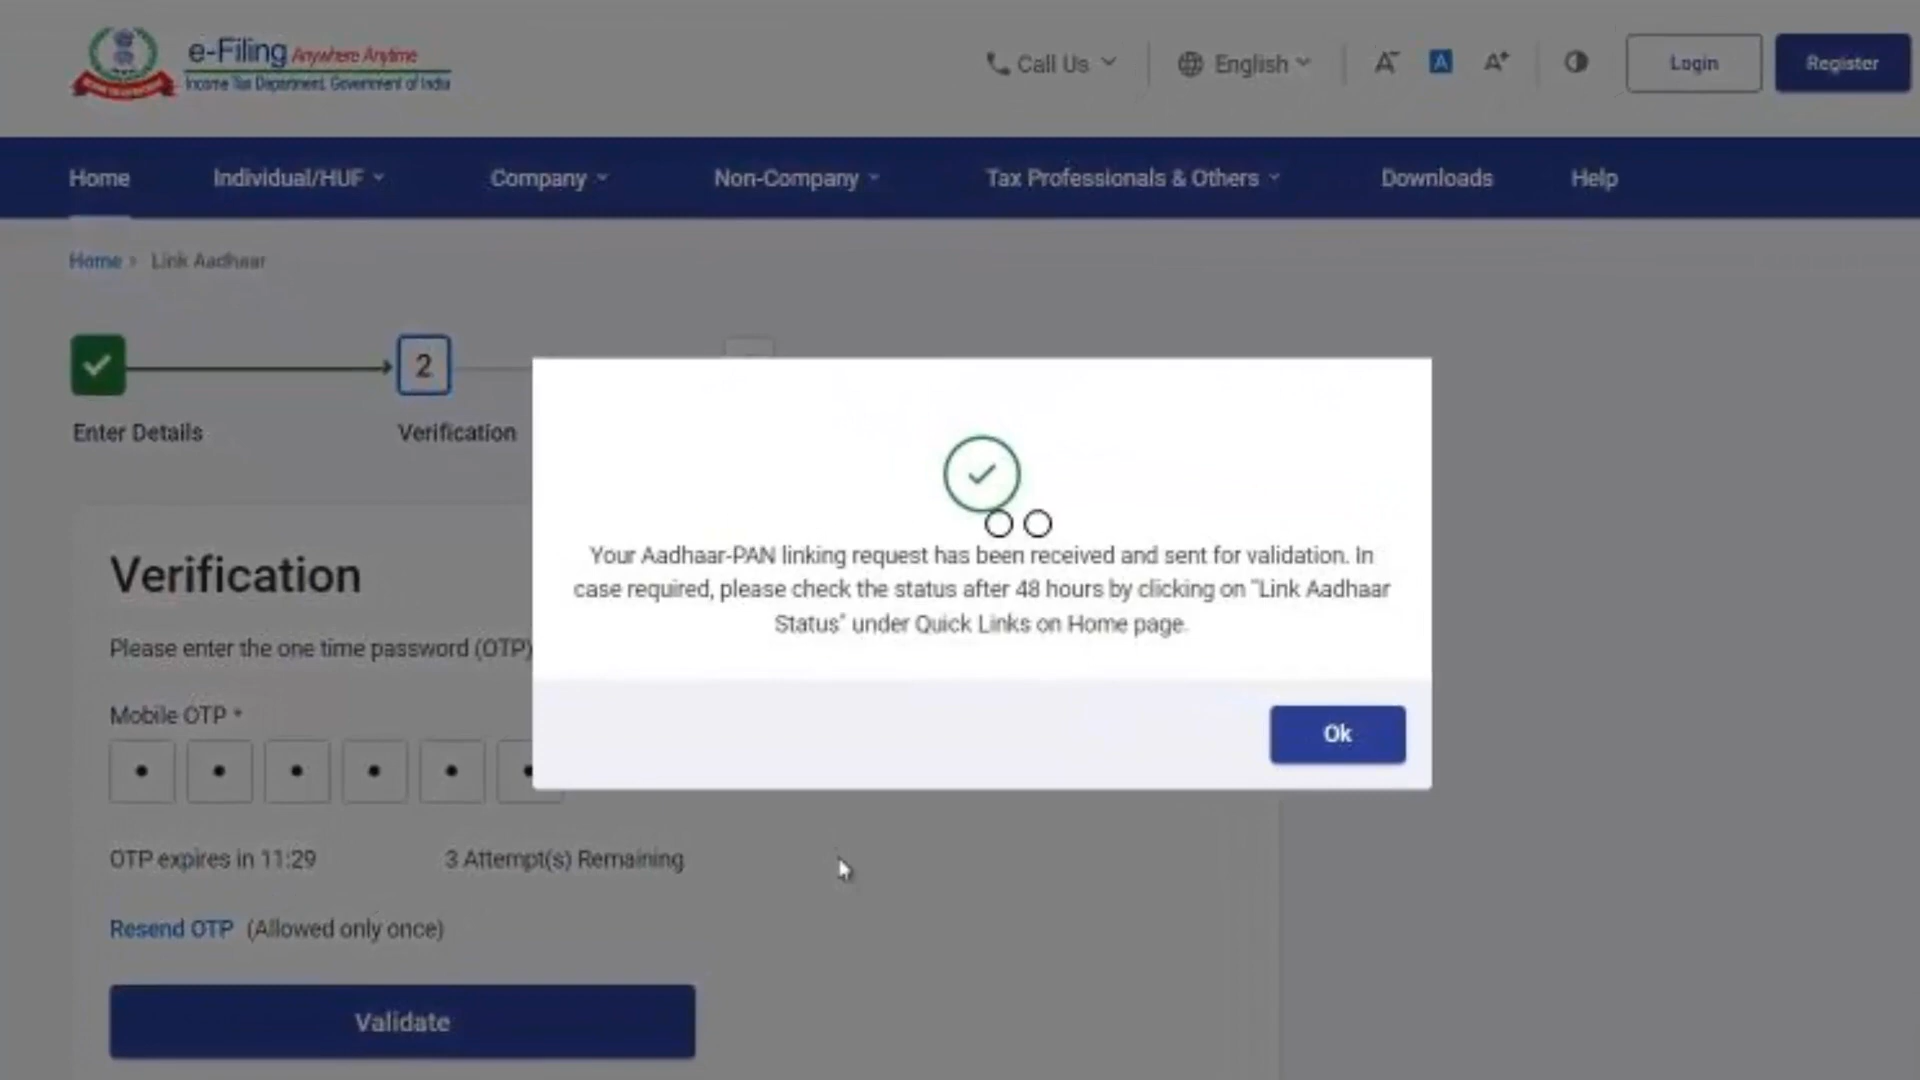 e-Filing Anywhere Anytime
Income Tax Department, Government of India
Call Us
English
A-
A
A+
Login
Register
Home
Individual/HUF
Company
Non-Company
Tax Professionals & Others
Downloads
Help
Home > Link Aadhaar
2
Enter Details
Verification
Your Aadhaar-PAN linking request has been received and sent for validation. In
case required, please check the status after 48 hours by clicking on "Link Aadhaar
Status" under Quick Links on Home page.
Ok
Verification
Please enter the one time password (OTP)
Mobile OTP *
OTP expires in 11:29
3 Attempt(s) Remaining
Resend OTP (Allowed only once)
Validate